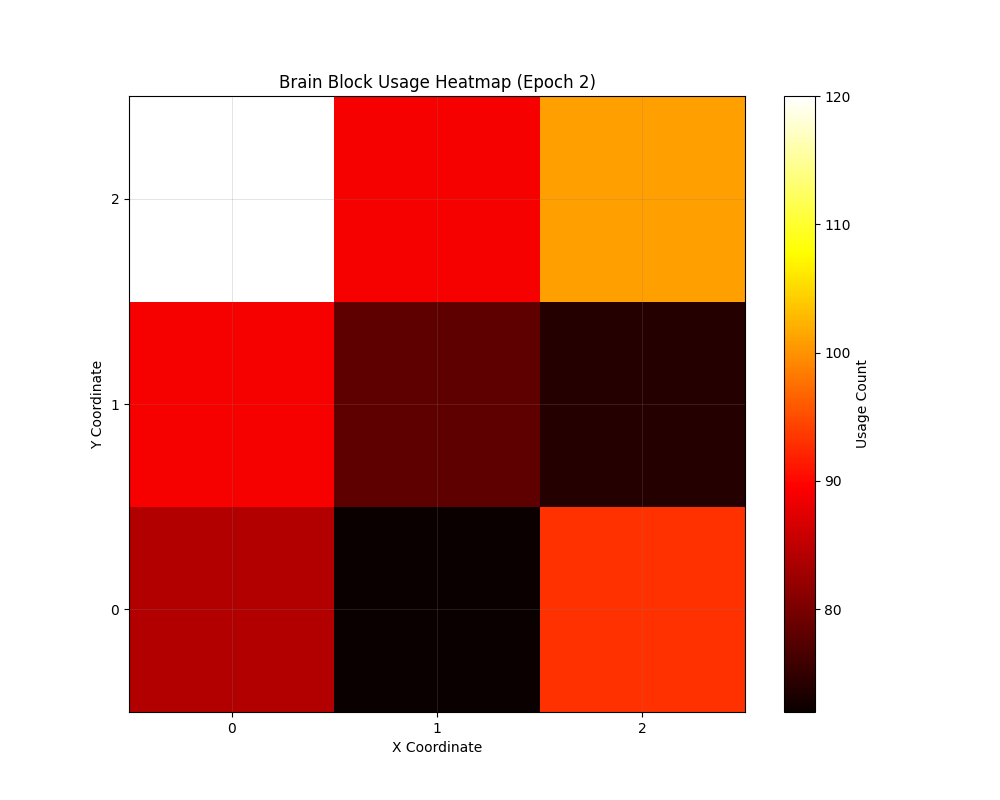 Brain Block Usage Heatmap (Epoch 2)
2
1
0
Y Coordinate
0 1 2
X Coordinate
120
110
100
90
80
Usage Count